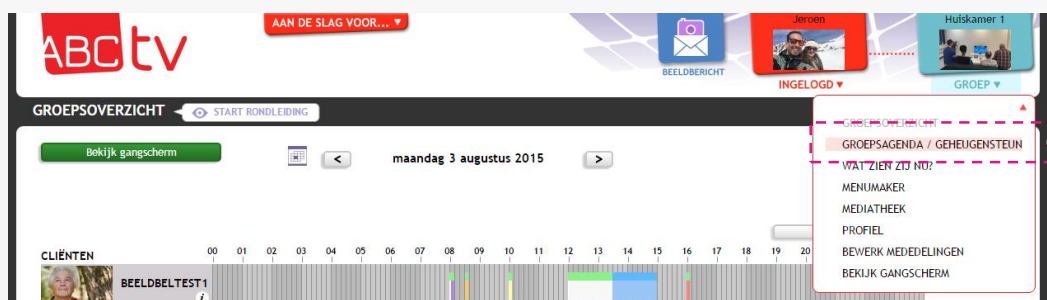 ABCtv
AAN DE SLAG VOOR... ▼
BEELDBERICHT
Jeroen
INGELOGD ▼
Huiskamer 1
GROEP ▼
GROEPSOVERZICHT
START RONDLEIDING
Bekijk gangscherm
<
maandag 3 augustus 2015
>
GROEPSOVERZICHT
GROEPSAGENDA / GEHEUGENSTEUN
WAT ZIEN ZIJ NU?
MENUMAKER
MEDIATHEEK
PROFIEL
BEWERK MEDEDELINGEN
BEKIJK GANGSCHERM
CLIËNTEN
00 01 02 03 04 05 06 07 08 09 10 11 12 13 14 15 16 17 18 19 20
BEELDBELTEST1
i